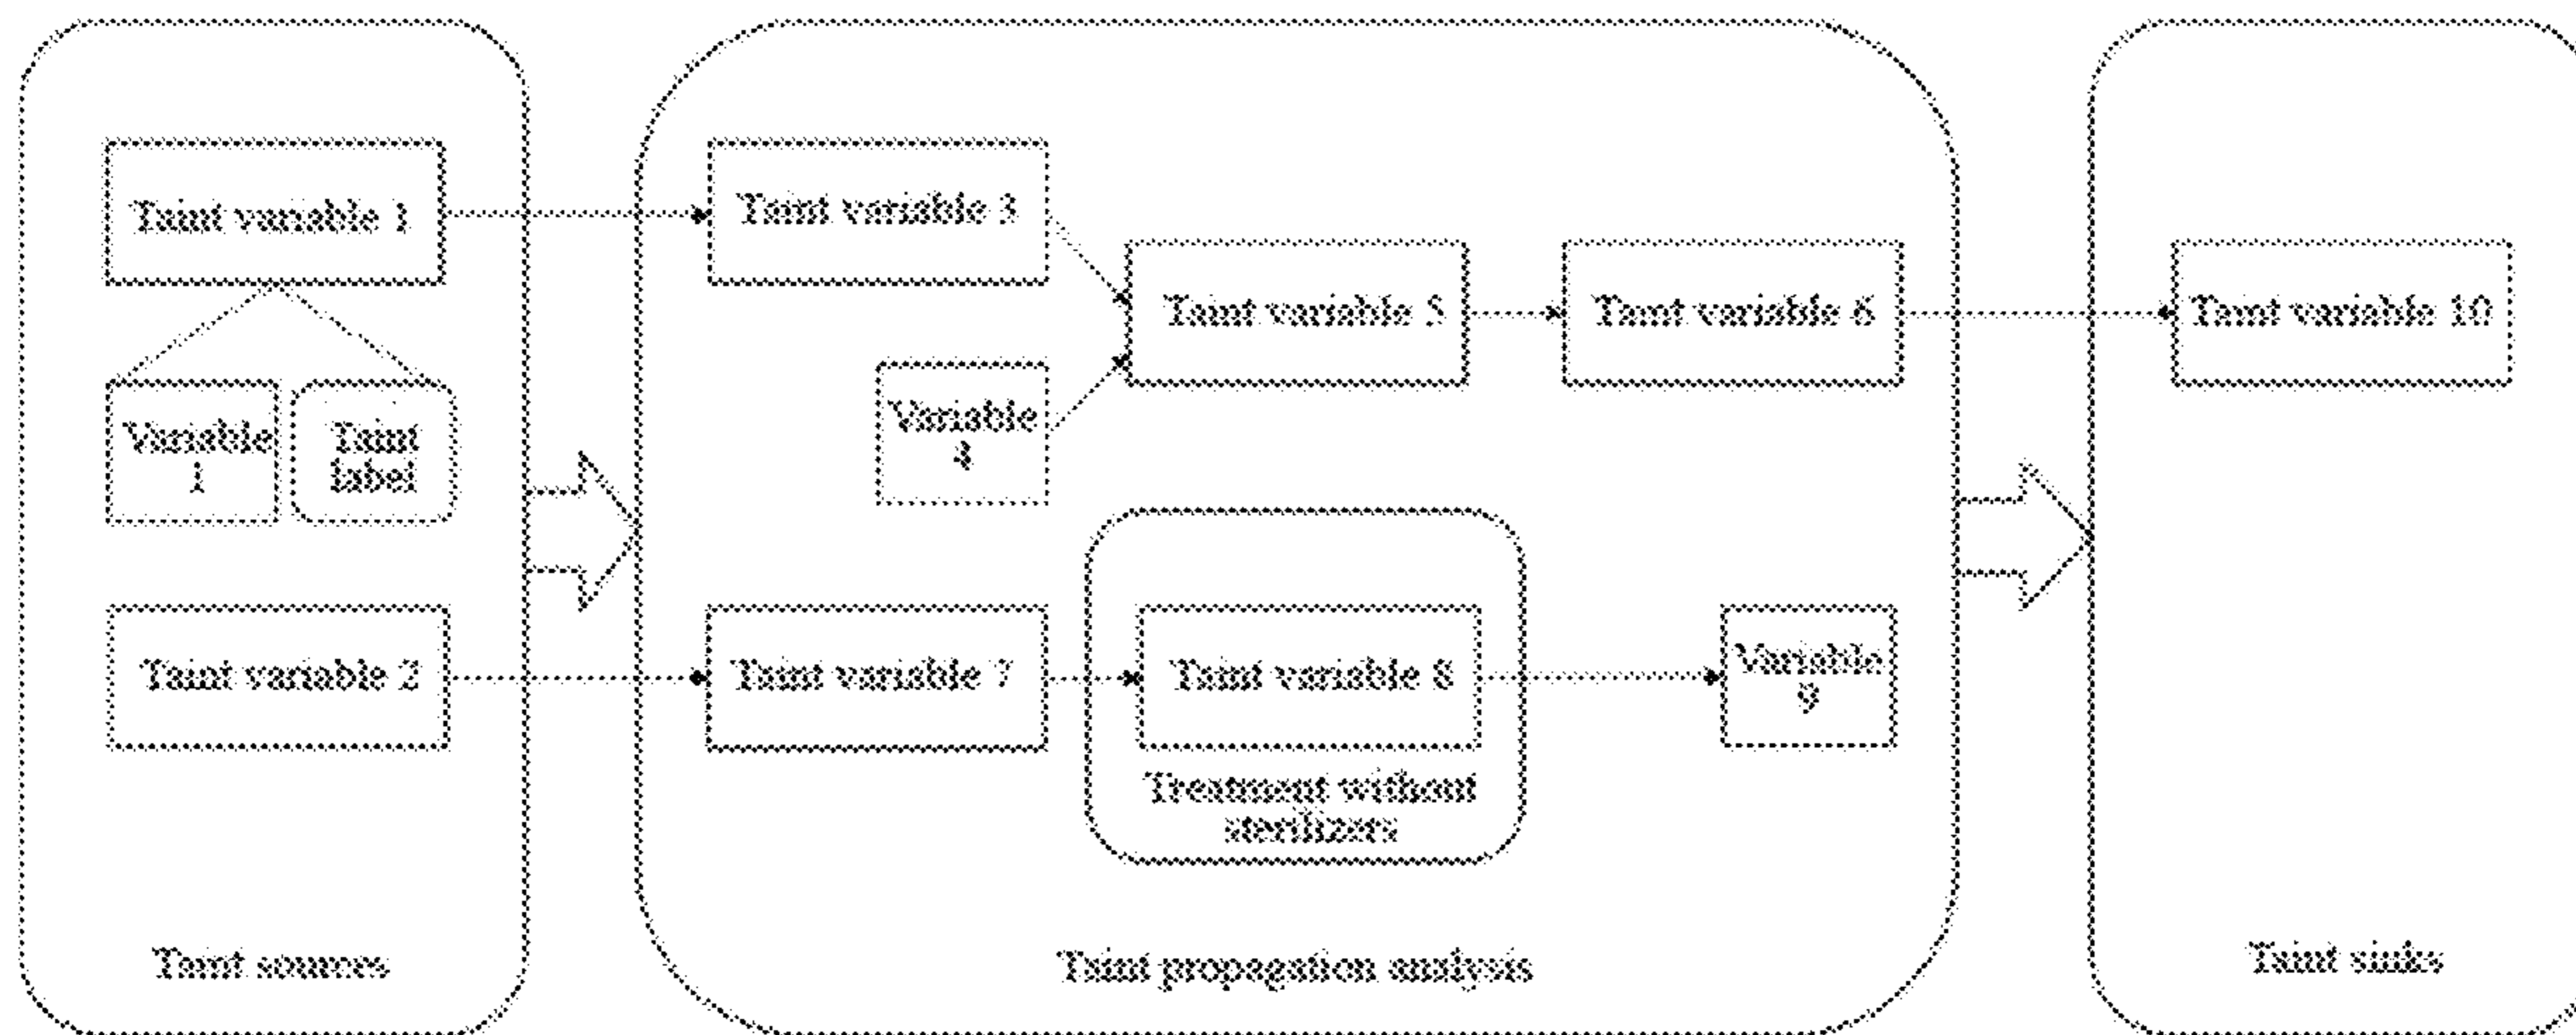 Taint variable 1
Variable
1
Taint
label
Taint variable 2
Taint sources
Taint variable 3
Variable
4
Taint variable 5
Taint variable 6
Taint variable 7
Taint variable 8
Treatment without
sterilizers
Variable
9
Taint propagation analysis
Taint variable 10
Taint sinks